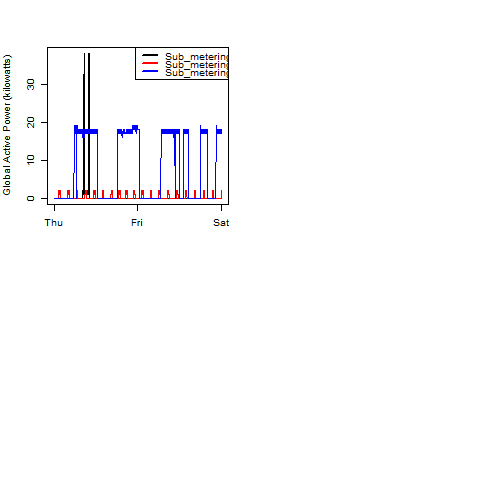 Global Active Power (kilowatts)
Sub_metering
Sub_metering
Sub_metering
30
20
10
0
Thu Fri Sat